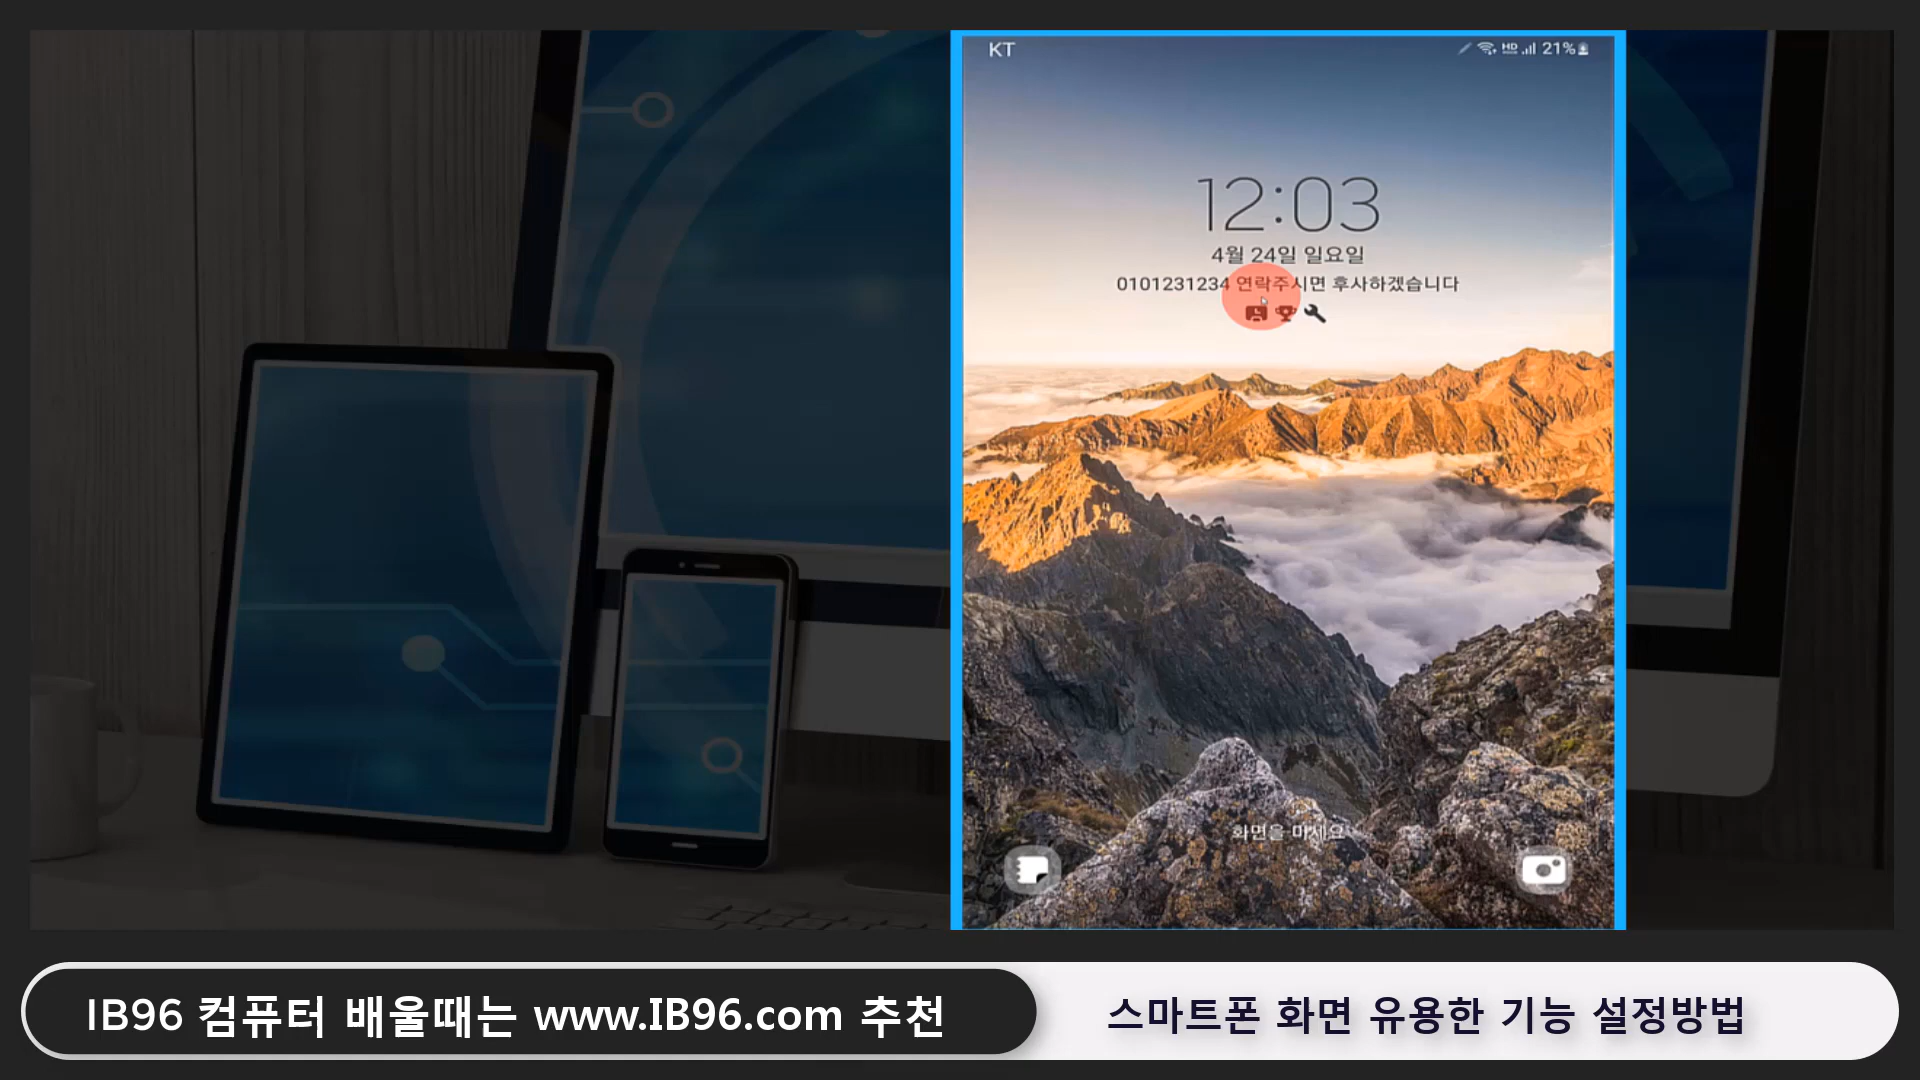 KT
HD 21%
12:03
4월 24일 일요일
0101231234 연락주시면 후사하겠습니다
화면을 미세요
IB96 컴퓨터 배울때는 www.IB96.com 추천
스마트폰 화면 유용한 기능 설정방법